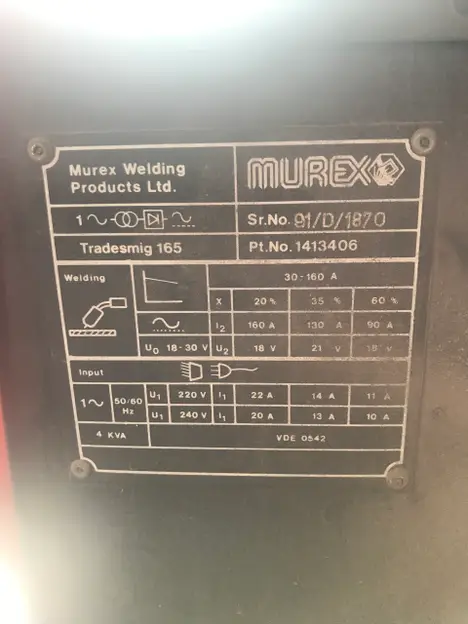 Murex Welding
Products Ltd.
MUREX
1
Sr.No. 91/D/1870
Tradesmig 165
Pt.No. 1413406
Welding
30-160 A
X 20 % 35 % 60 %
I2 160 A 130 A 90 A
U0 18-30 V U2 18 V 21 V 18 V
Input
1 50/60 Hz
U1 220 V I1 22 A 14 A 11 A
U1 240 V I1 20 A 13 A 10 A
4 KVA VDE 0542